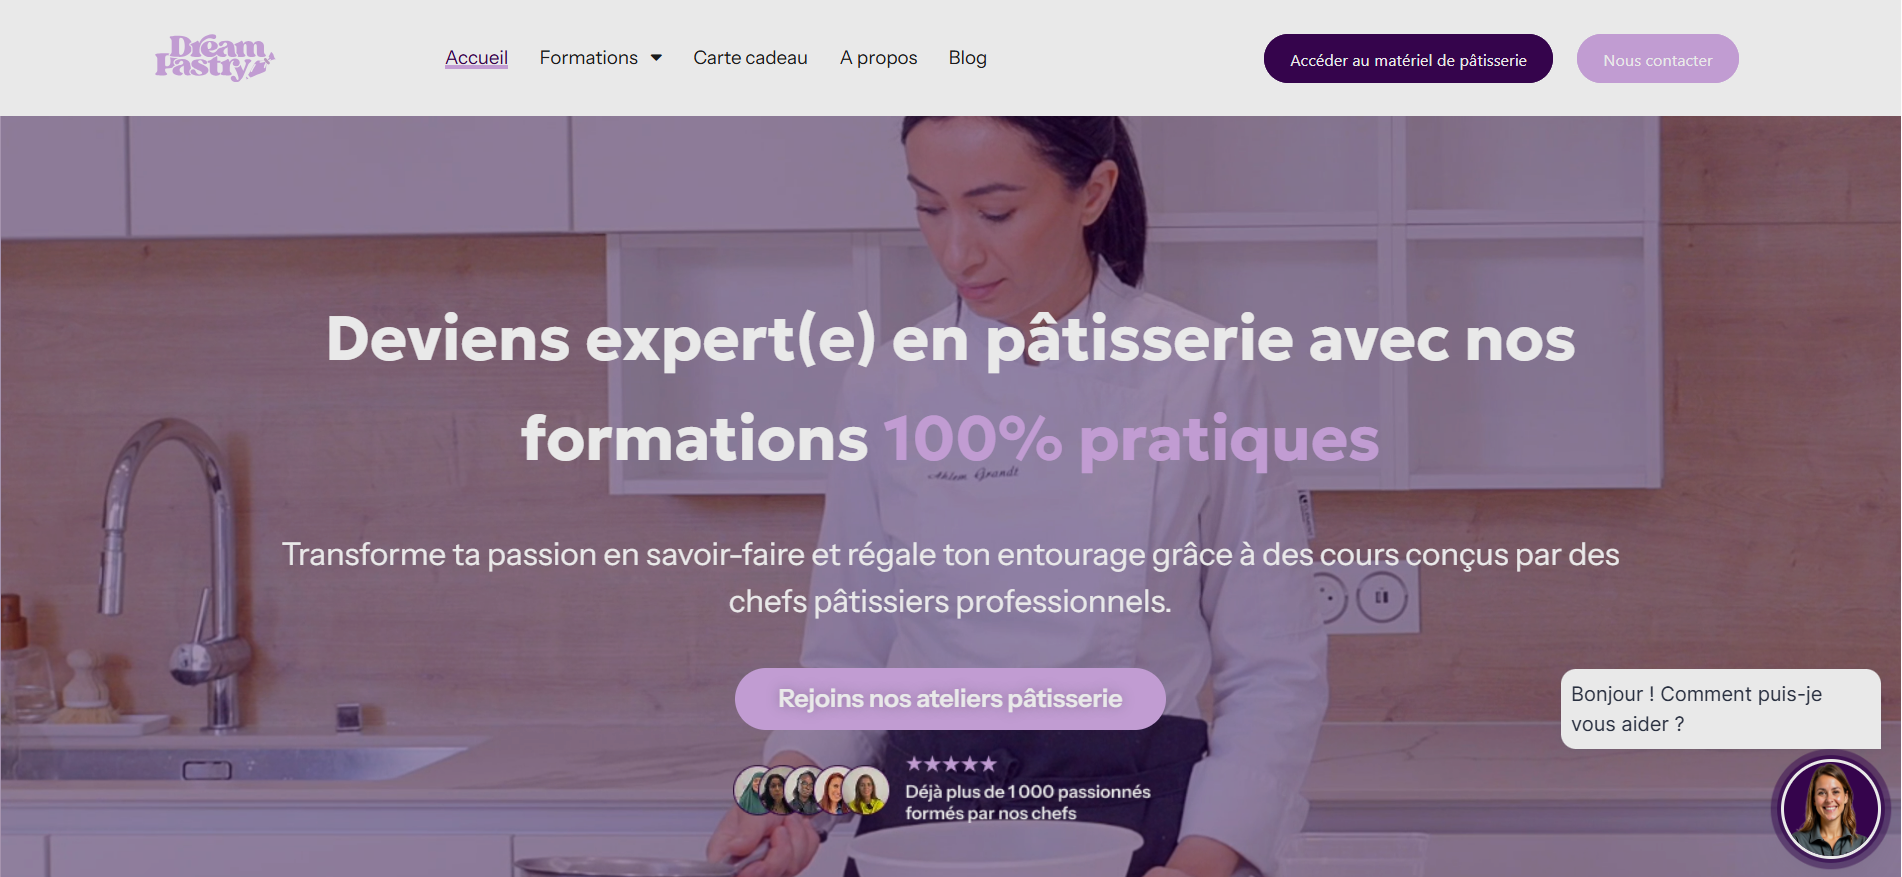 Dream
Pastry
Accueil
Formations
Carte cadeau
A propos
Blog
Accéder au matériel de pâtisserie
Nous contacter
Deviens expert(e) en pâtisserie avec nos
formations 100% pratiques
Ahlem Grandt
Transforme ta passion en savoir-faire et régale ton entourage grâce à des cours conçus par des
chefs pâtissiers professionnels.
Rejoins nos ateliers pâtisserie
Déjà plus de 1 000 passionnés
formés par nos chefs
Bonjour ! Comment puis-je
vous aider ?